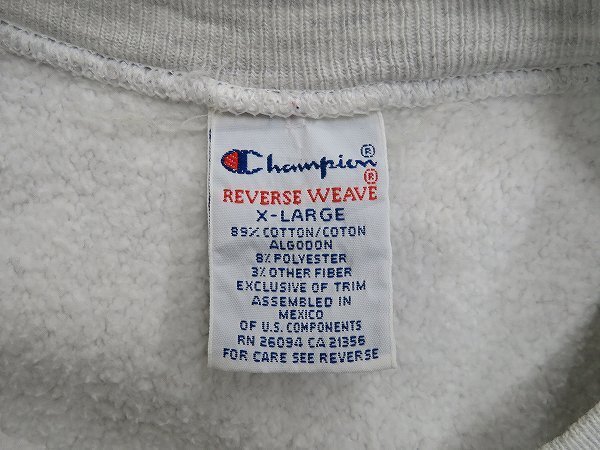 Champion®
REVERSE WEAVE®
X-LARGE
89% COTTON/COTON
ALGODON
8% POLYESTER
3% OTHER FIBER
EXCLUSIVE OF TRIM
ASSEMBLED IN
MEXICO
OF U.S. COMPONENTS
RN 26094 CA 21356
FOR CARE SEE REVERSE